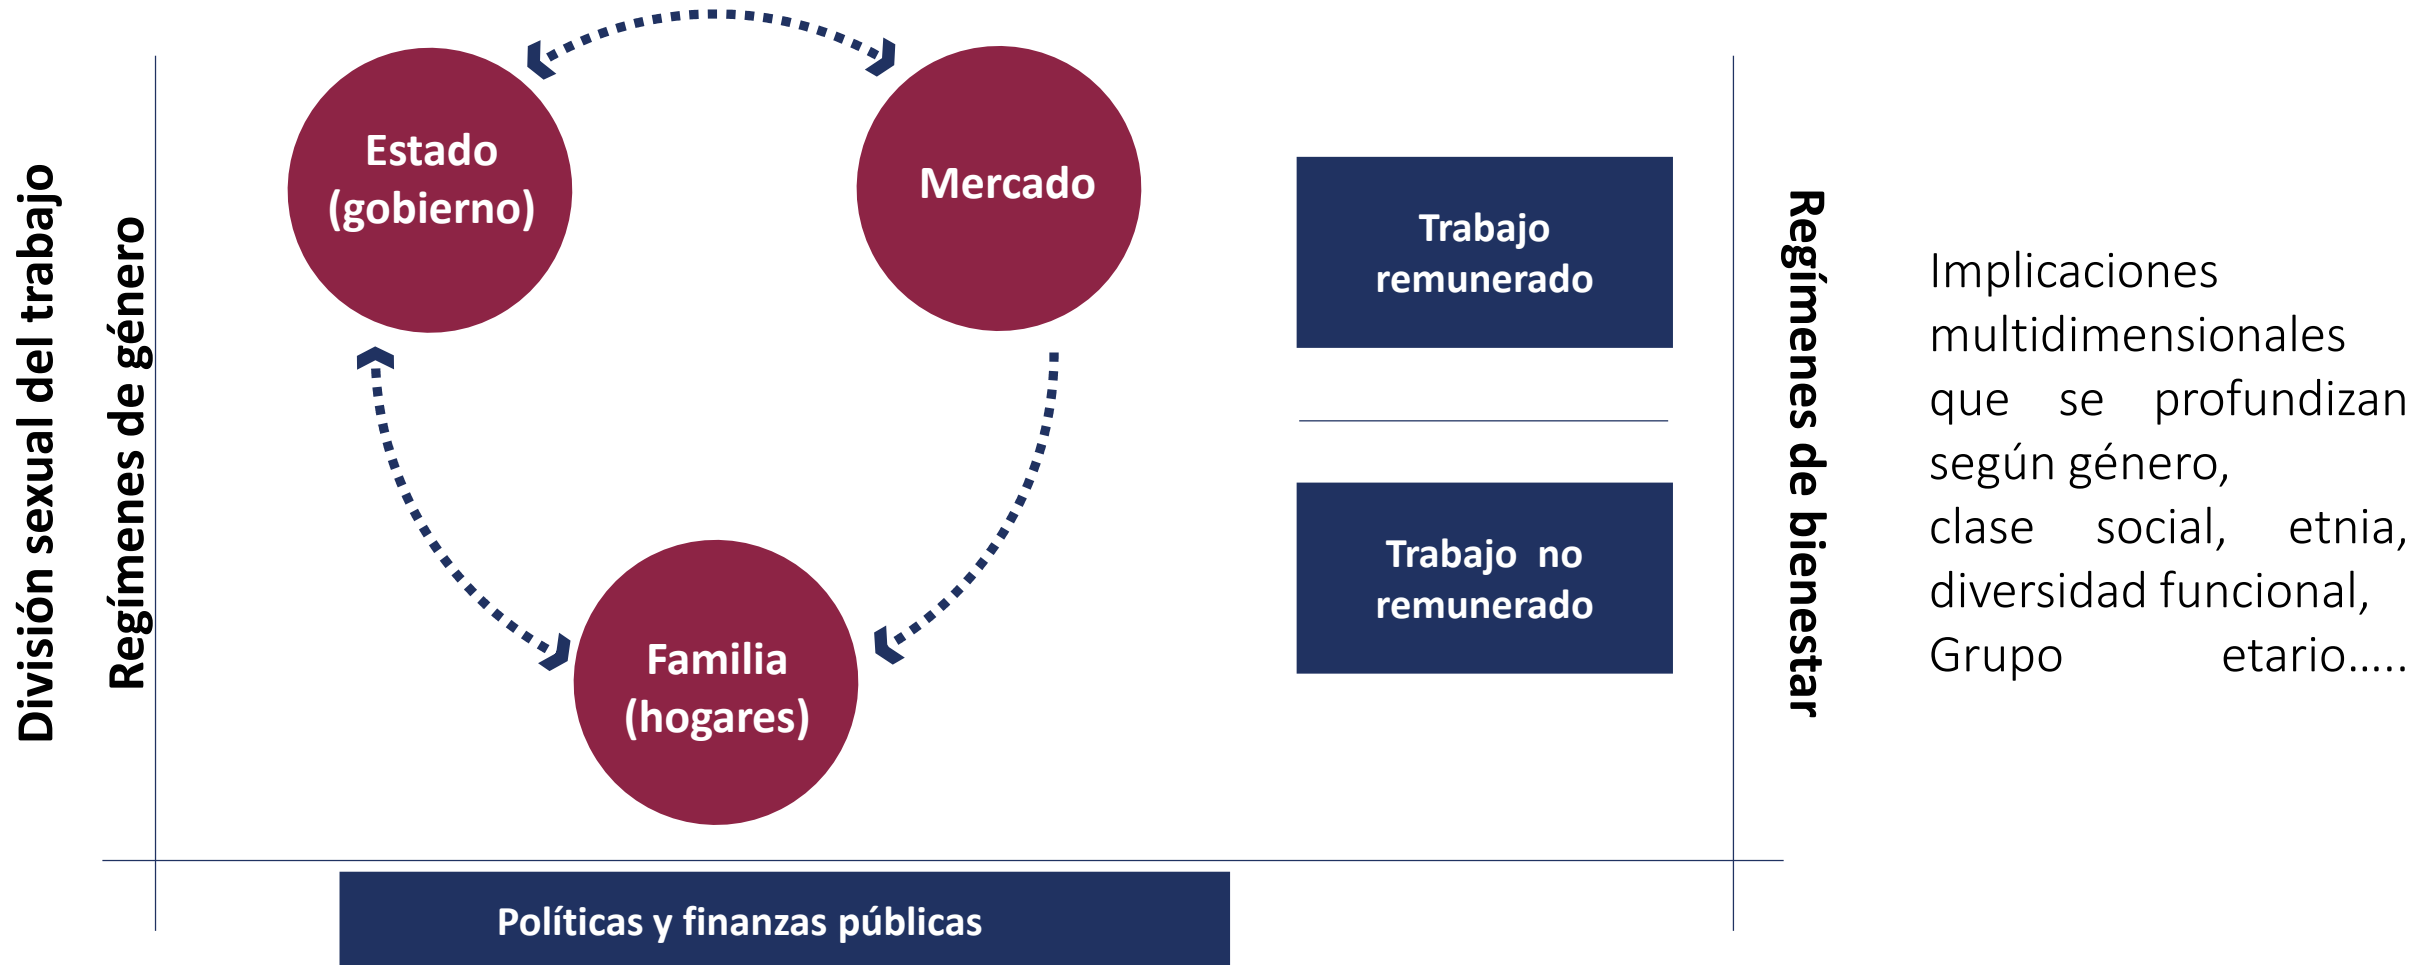 División sexual del trabajo
Regímenes de género
Estado
(gobierno)
Mercado
Familia
(hogares)
Trabajo
remunerado
Trabajo no
remunerado
Regímenes de bienestar
Implicaciones
multidimensionales
que se profundizan
según género,
clase social, etnia,
diversidad funcional,
Grupo etario.....
Políticas y finanzas públicas